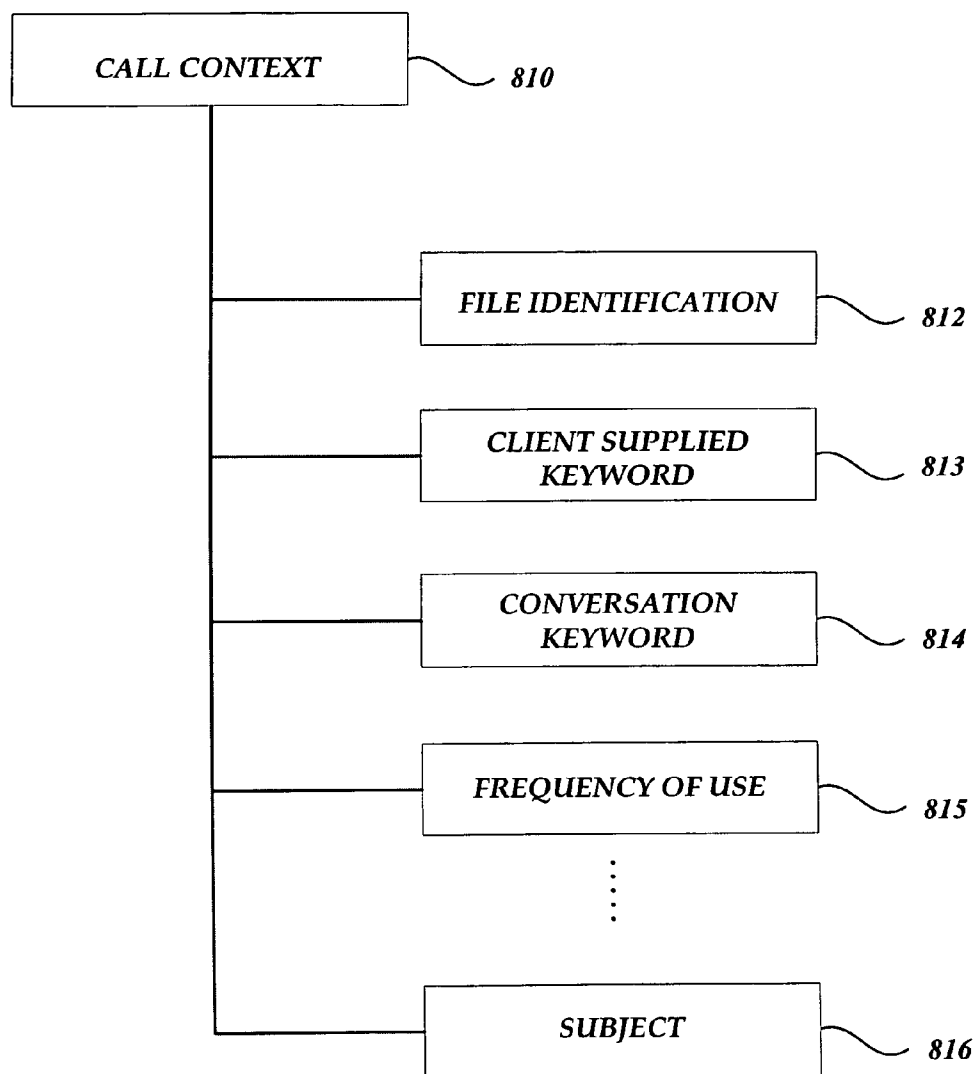 CALL CONTEXT
810
FILE IDENTIFICATION
812
CLIENT SUPPLIED
KEYWORD
813
CONVERSATION
KEYWORD
814
FREQUENCY OF USE
815
SUBJECT
816